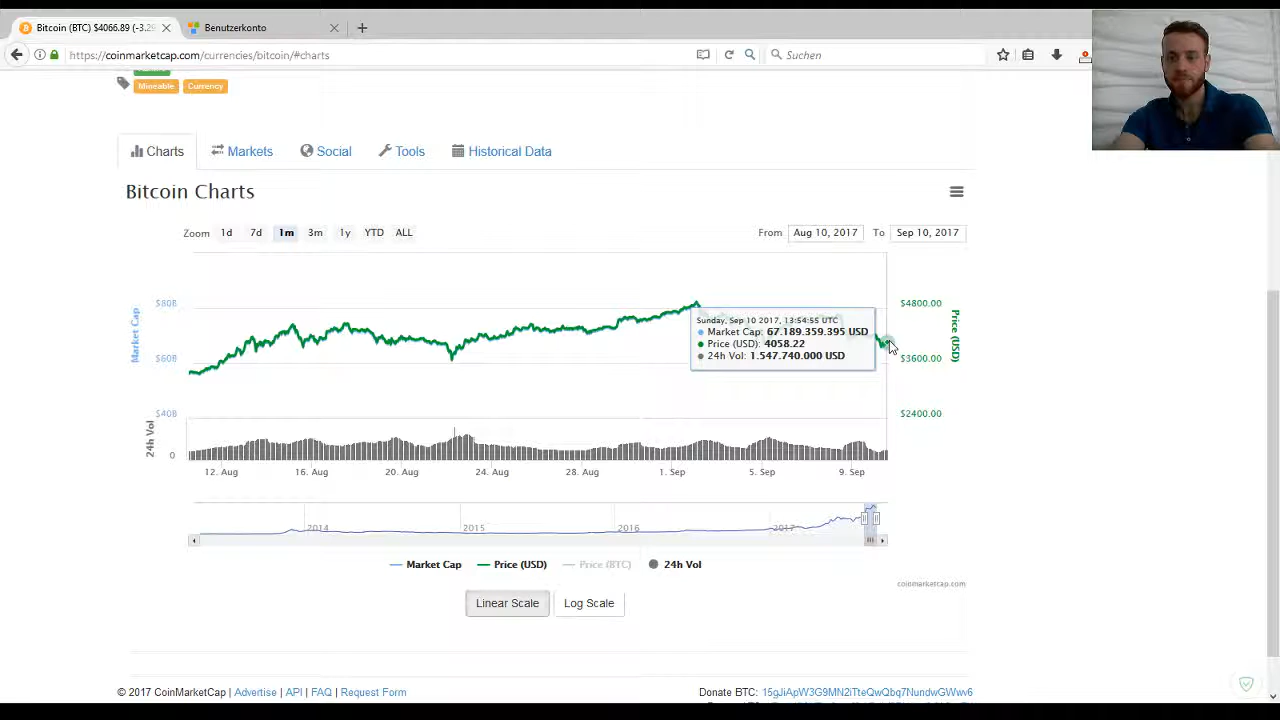 Bitcoin (BTC) $4066.89 (-3.29
Benutzerkonto
https://coinmarketcap.com/currencies/bitcoin/#charts
Suchen
Mineable Currency
Charts Markets Social Tools Historical Data
Bitcoin Charts
Zoom 1d 7d 1m 3m 1y YTD ALL From Aug 10, 2017 To Sep 10, 2017
Market Cap
$80B
$60B
$40B
24h Vol
0
Sunday, Sep 10 2017, 13:54:55 UTC
Market Cap: 67.189.359.395 USD
Price (USD): 4058.22
24h Vol: 1.547.740.000 USD
$4800.00
$3600.00
$2400.00
Price (USD)
12. Aug 16. Aug 20. Aug 24. Aug 28. Aug 1. Sep 5. Sep 9. Sep
2014 2015 2016 2017
Market Cap Price (USD) Price (BTC) 24h Vol
coinmarketcap.com
Linear Scale Log Scale
© 2017 CoinMarketCap | Advertise | API | FAQ | Request Form
Donate BTC: 15gJiApW3G9MN2iTteQwQbq7NundwGWwv6